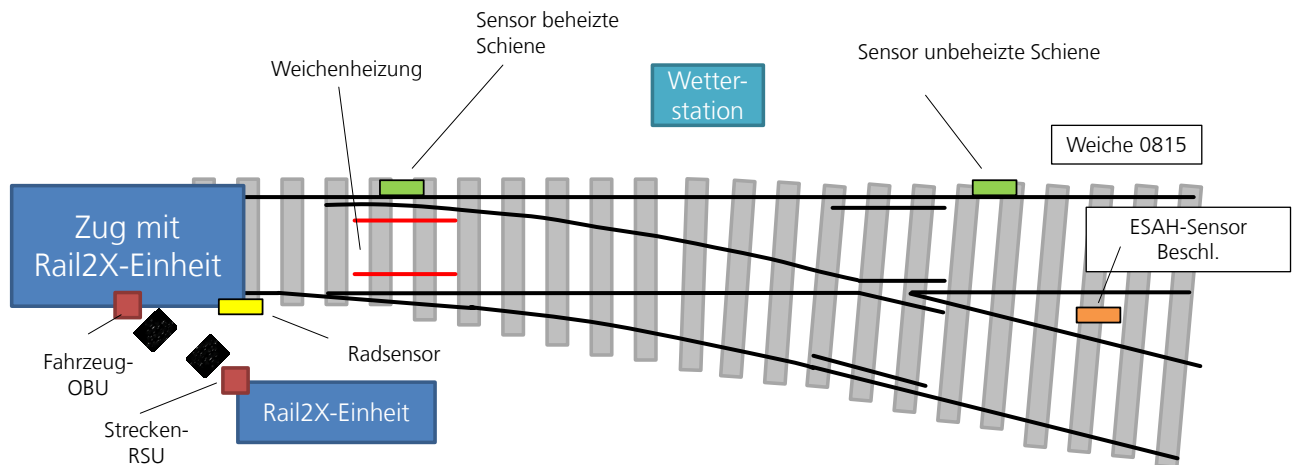 Sensor beheizte
Schiene
Weichenheizung
Wetter-
station
Sensor unbeheizte Schiene
Weiche 0815
Zug mit
Rail2X-Einheit
ESAH-Sensor
Beschl.
Radsensor
Fahrzeug-
OBU
Rail2X-Einheit
Strecken-
RSU